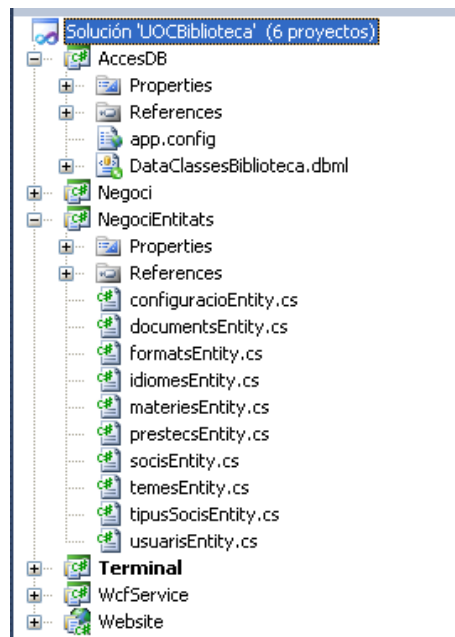 Solución 'UOCBiblioteca' (6 proyectos)
AccesDB
Properties
References
app.config
DataClassesBiblioteca.dbml
Negoci
NegociEntitats
Properties
References
configuracioEntity.cs
documentsEntity.cs
formatsEntity.cs
idiomesEntity.cs
materiesEntity.cs
prestecsEntity.cs
socisEntity.cs
temesEntity.cs
tipusSocisEntity.cs
usuarisEntity.cs
Terminal
WcfService
Website